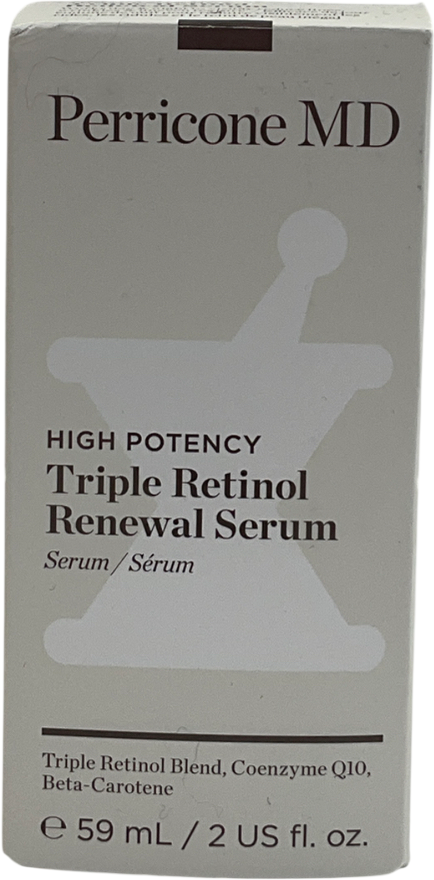 Perricone MD
HIGH POTENCY
Triple Retinol
Renewal Serum
Serum / Sérum
Triple Retinol Blend, Coenzyme Q10,
Beta-Carotene
℮ 59 mL / 2 US fl. oz.